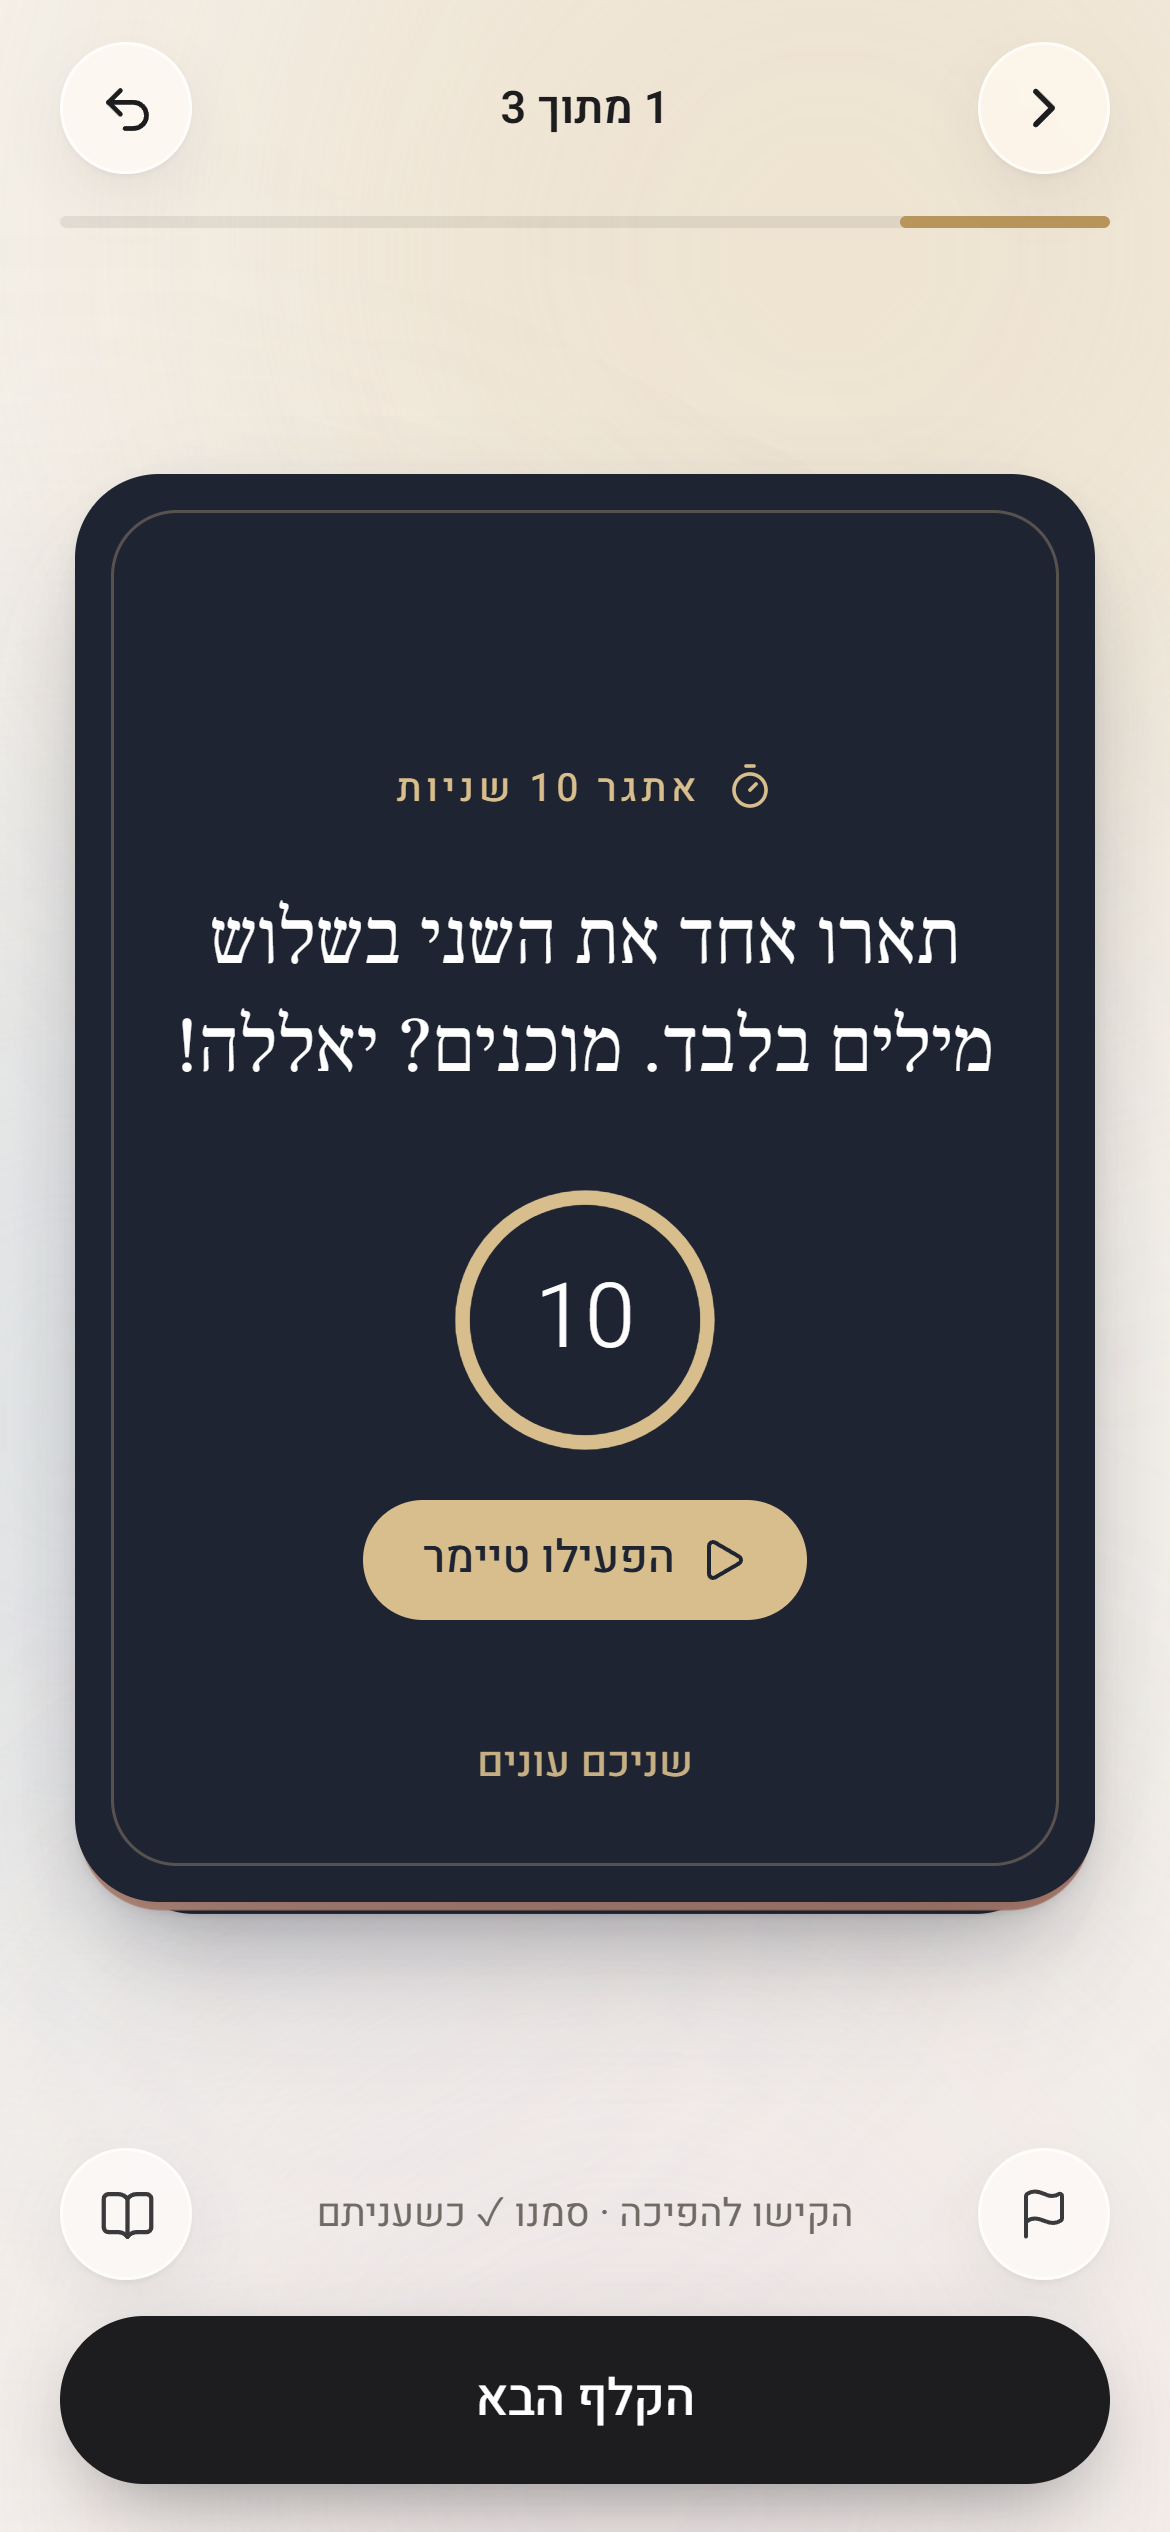 1 מתוך 3
אתגר 10 שניות
תארו אחד את השני בשלוש
מילים בלבד. מוכנים? יאללה!
10
הפעילו טיימר
שניכם עונים
הקישו להפיכה · סמנו ✓ כשעניתם
הקלף הבא